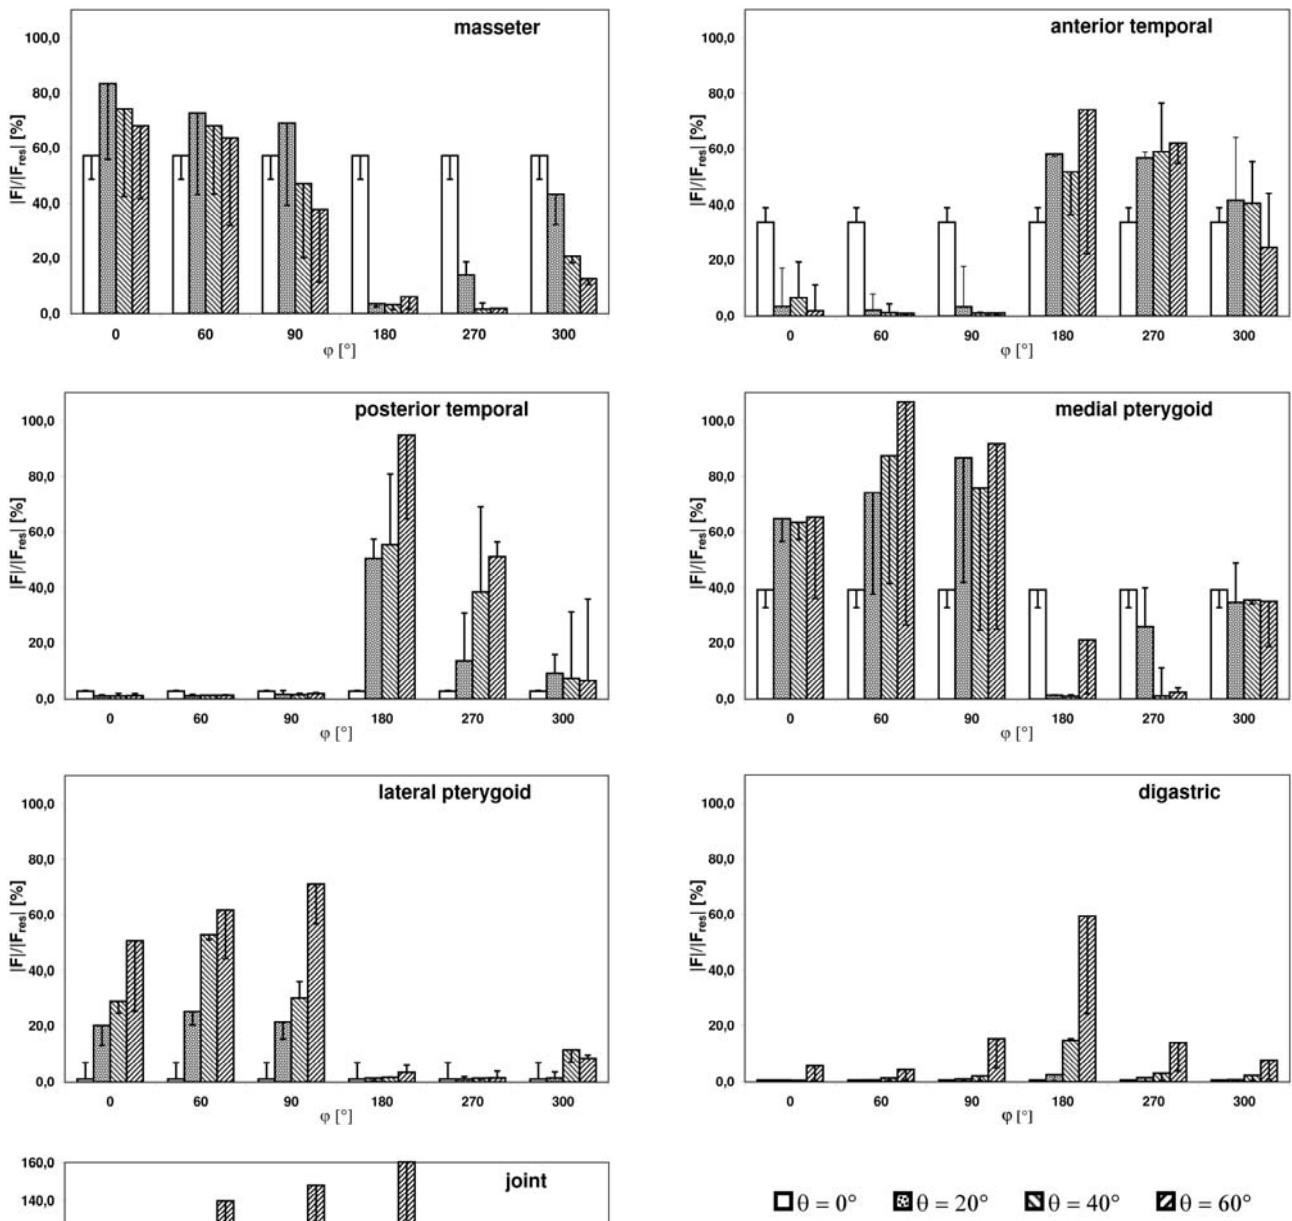 masseter
|F|/|Fres| [%]
100,0
80,0
60,0
40,0
20,0
0,0
0 60 90 180 270 300
φ [°]
anterior temporal
|F|/|Fres| [%]
100,0
80,0
60,0
40,0
20,0
0,0
0 60 90 180 270 300
φ [°]
posterior temporal
|F|/|Fres| [%]
100,0
80,0
60,0
40,0
20,0
0,0
0 60 90 180 270 300
φ [°]
medial pterygoid
|F|/|Fres| [%]
100,0
80,0
60,0
40,0
20,0
0,0
0 60 90 180 270 300
φ [°]
lateral pterygoid
|F|/|Fres| [%]
100,0
80,0
60,0
40,0
20,0
0,0
0 60 90 180 270 300
φ [°]
digastric
|F|/|Fres| [%]
100,0
80,0
60,0
40,0
20,0
0,0
0 60 90 180 270 300
φ [°]
joint
160,0
140,0
θ = 0° θ = 20° θ = 40° θ = 60°